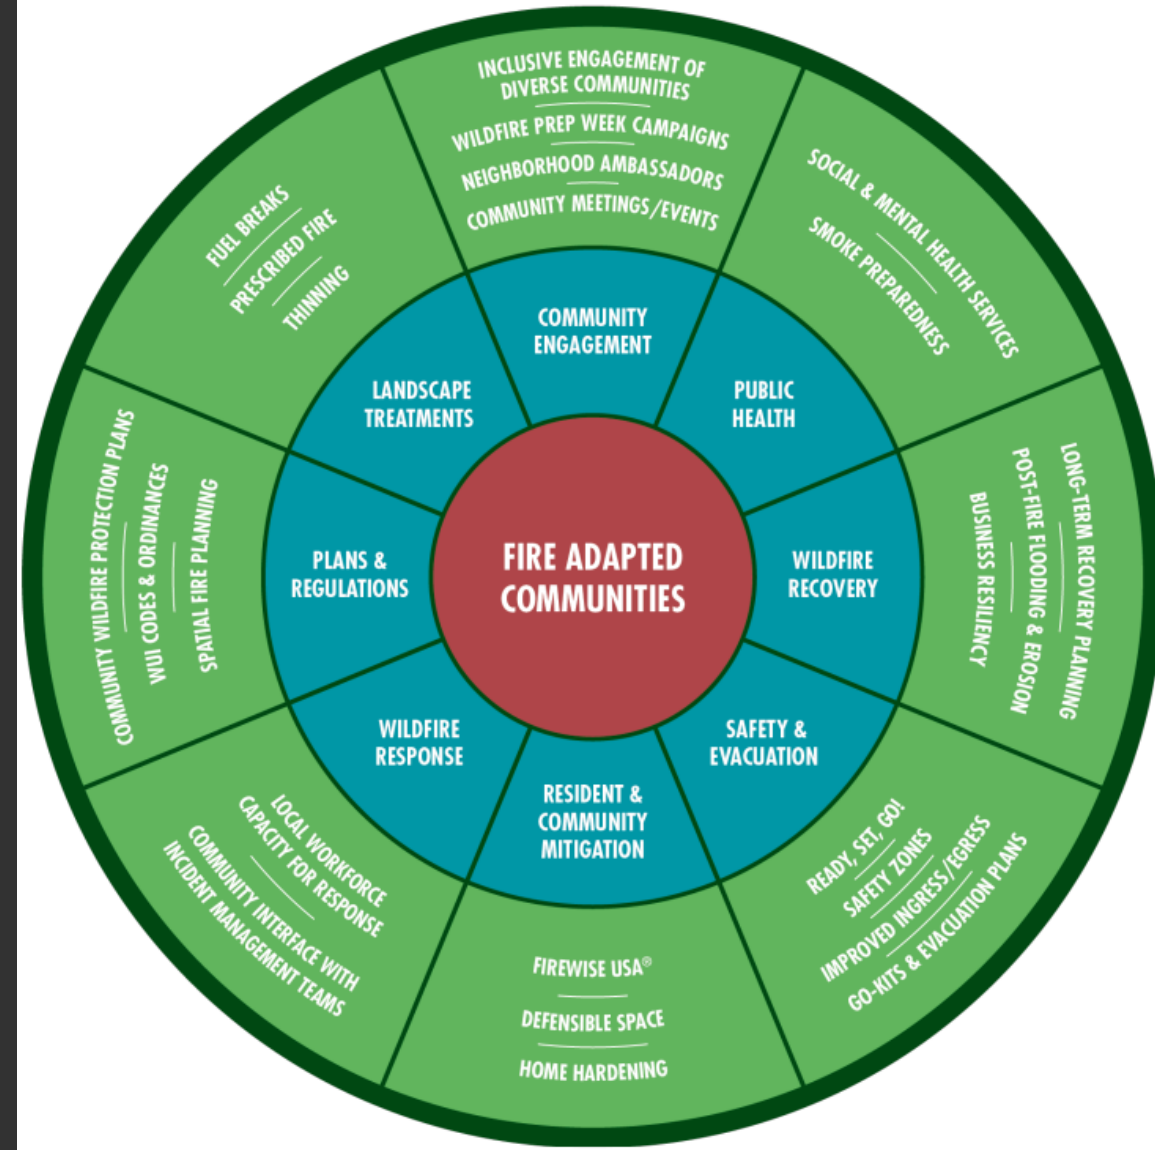 FIRE ADAPTED
COMMUNITIES
COMMUNITY
ENGAGEMENT
INCLUSIVE ENGAGEMENT OF
DIVERSE COMMUNITIES
WILDFIRE PREP WEEK CAMPAIGNS
NEIGHBORHOOD AMBASSADORS
COMMUNITY MEETINGS/EVENTS
PUBLIC
HEALTH
SOCIAL & MENTAL HEALTH SERVICES
SMOKE PREPAREDNESS
WILDFIRE
RECOVERY
LONG-TERM RECOVERY PLANNING
POST-FIRE FLOODING & EROSION
BUSINESS RESILIENCY
SAFETY &
EVACUATION
READY, SET, GO!
SAFETY ZONES
IMPROVED INGRESS/EGRESS
GO-KITS & EVACUATION PLANS
RESIDENT &
COMMUNITY
MITIGATION
FIREWISE USA®
DEFENSIBLE SPACE
HOME HARDENING
WILDFIRE
RESPONSE
LOCAL WORKFORCE
CAPACITY FOR RESPONSE
COMMUNITY INTERFACE WITH
INCIDENT MANAGEMENT TEAMS
PLANS &
REGULATIONS
COMMUNITY WILDFIRE PROTECTION PLANS
WUI CODES & ORDINANCES
SPATIAL FIRE PLANNING
LANDSCAPE
TREATMENTS
FUEL BREAKS
PRESCRIBED FIRE
THINNING